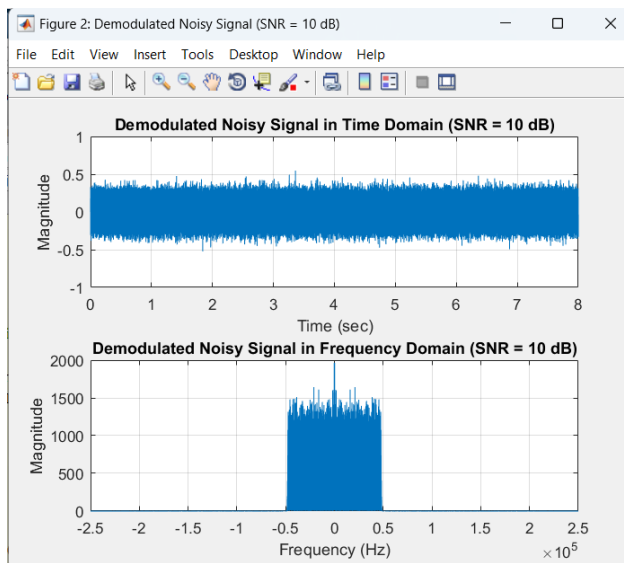 Figure 2: Demodulated Noisy Signal (SNR = 10 dB)
File Edit View Insert Tools Desktop Window Help
Demodulated Noisy Signal in Time Domain (SNR = 10 dB)
1
0.5
0
-0.5
-1
Magnitude
0 1 2 3 4 5 6 7 8
Time (sec)
Demodulated Noisy Signal in Frequency Domain (SNR = 10 dB)
2000
1500
1000
500
0
Magnitude
-2.5 -2 -1.5 -1 -0.5 0 0.5 1 1.5 2 2.5
Frequency (Hz)
× 10⁵